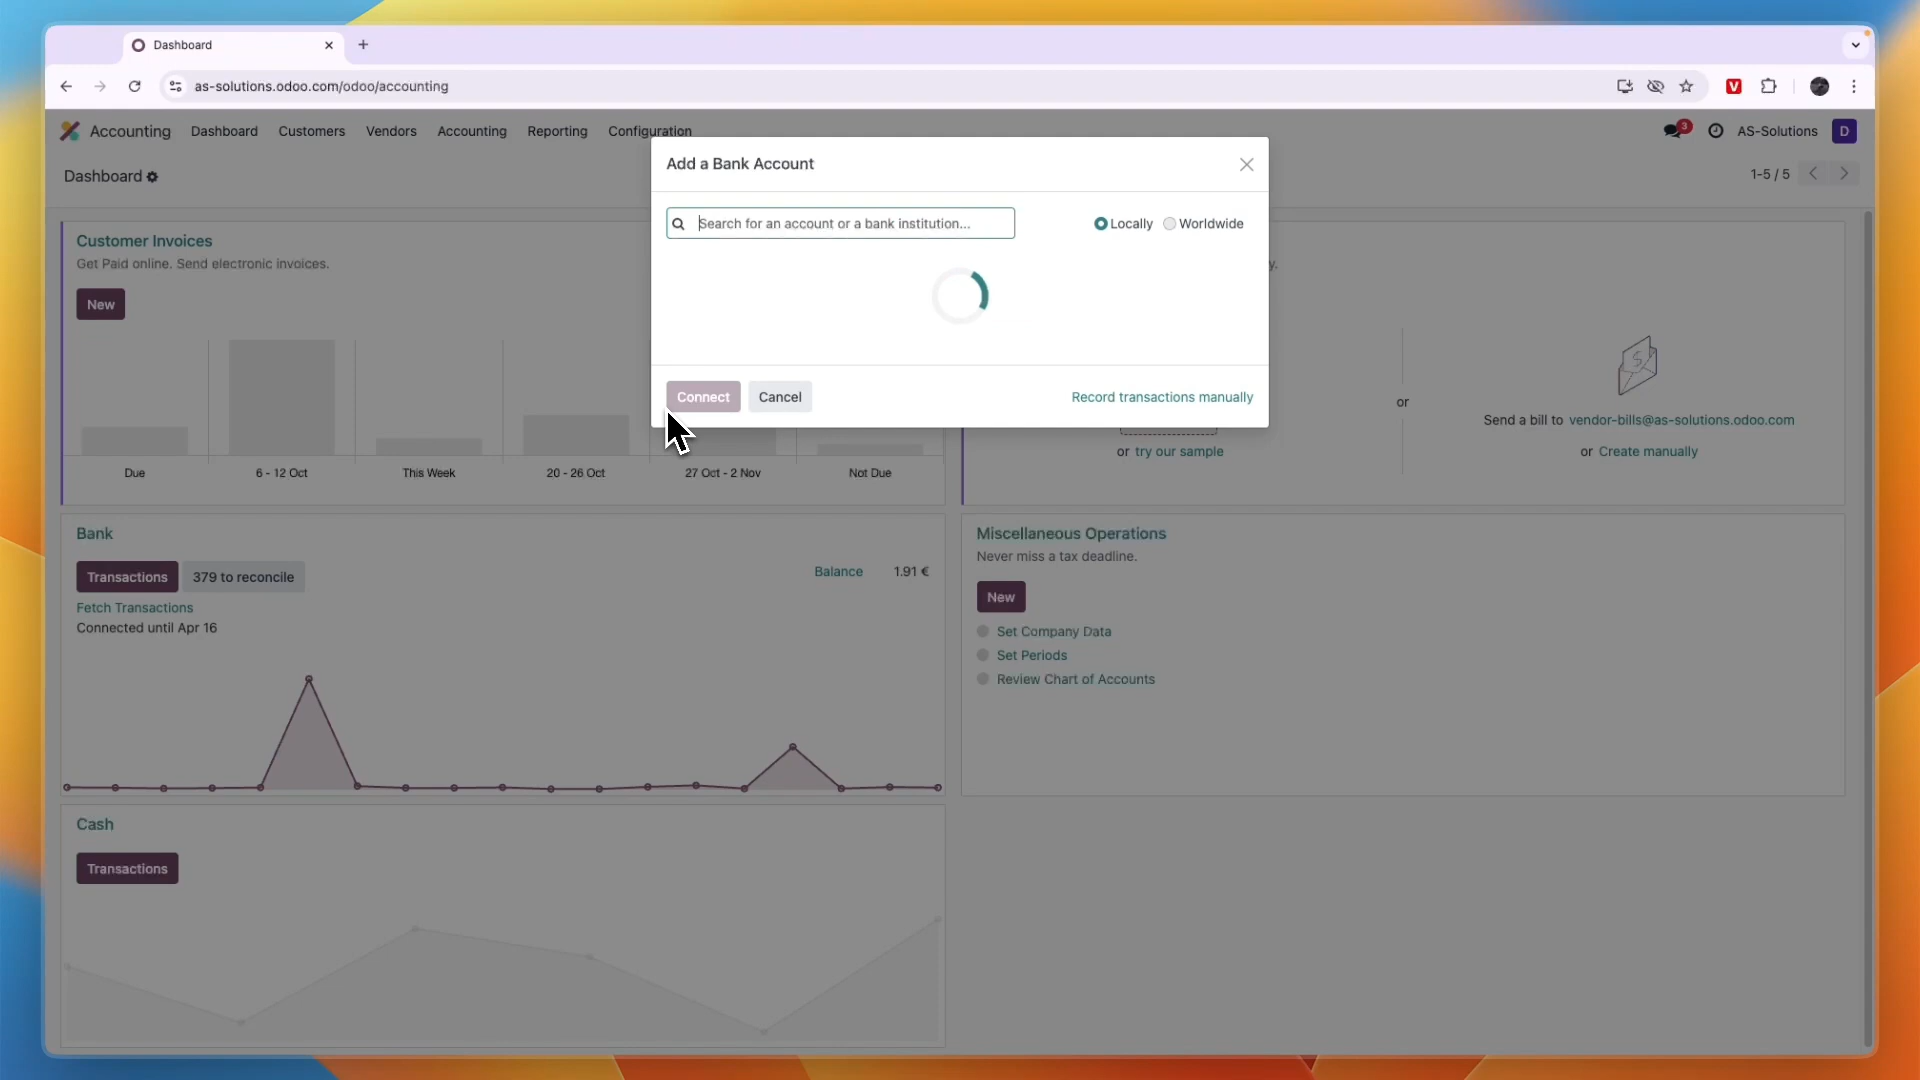 Dashboard
as-solutions.odoo.com/odoo/accounting
V
Accounting Dashboard Customers Vendors Accounting Reporting Configuration
3
AS-Solutions D
Dashboard
1-5 / 5
Add a Bank Account
Search for an account or a bank institution...
Locally Worldwide
Connect Cancel Record transactions manually
Customer Invoices
Get Paid online. Send electronic invoices.
New
Due 6 - 12 Oct This Week 20 - 26 Oct 27 Oct - 2 Nov Not Due
y.
or
or try our sample
$
Send a bill to vendor-bills@as-solutions.odoo.com
or Create manually
Bank
Transactions 379 to reconcile
Balance 1.91 €
Fetch Transactions
Connected until Apr 16
Miscellaneous Operations
Never miss a tax deadline.
New
Set Company Data
Set Periods
Review Chart of Accounts
Cash
Transactions